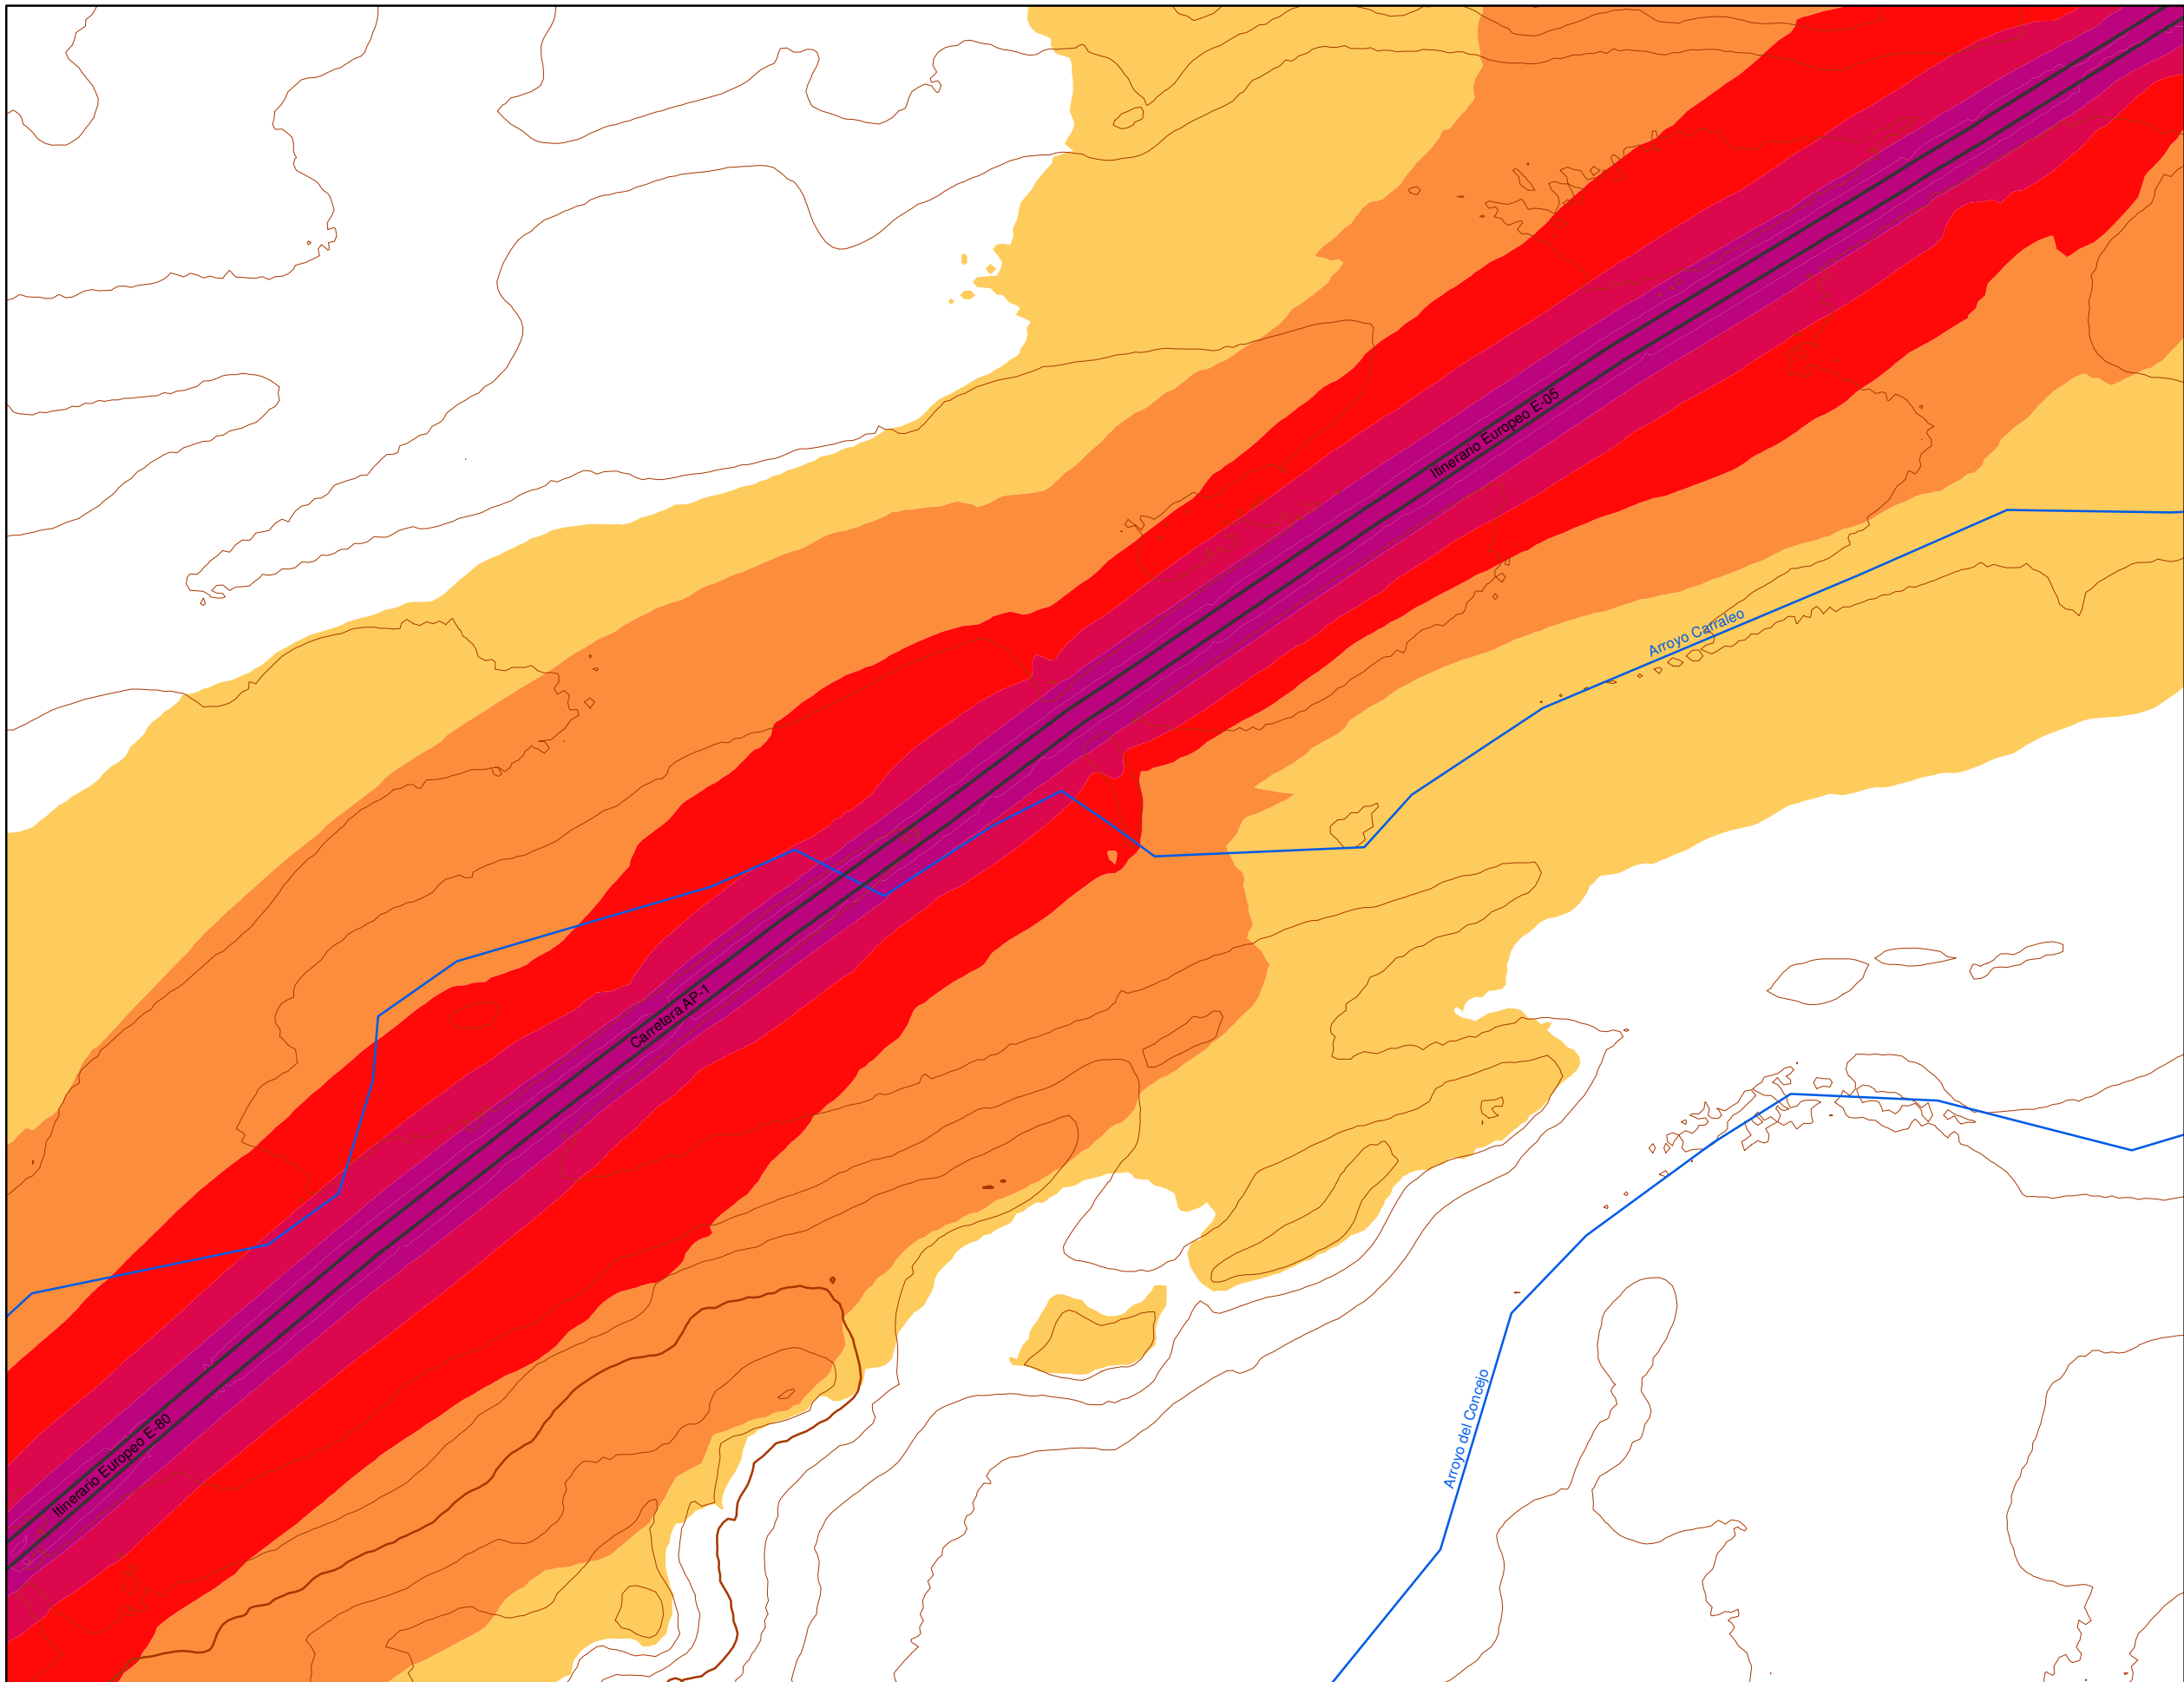 Itinerario Europeo E-05
Arroyo Carraleo
Carretera AP-1
Itinerario Europeo E-80
Arroyo del Concejo